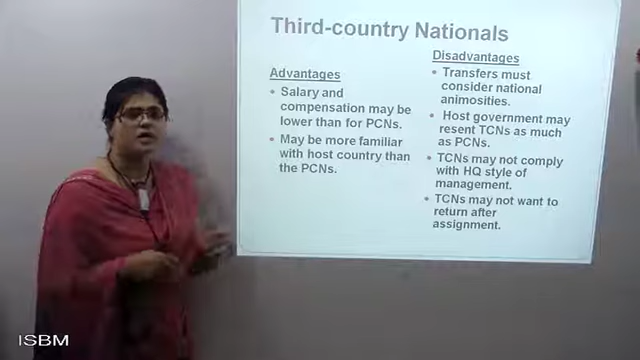 Third-country Nationals
Advantages
• Salary and
compensation may be
lower than for PCNs.
• May be more familiar
with host country than
the PCNs.
Disadvantages
• Transfers must
consider national
animosities.
• Host government may
resent TCNs as much
as PCNs.
• TCNs may not comply
with HQ style of
management.
• TCNs may not want to
return after
assignment.
ISBM